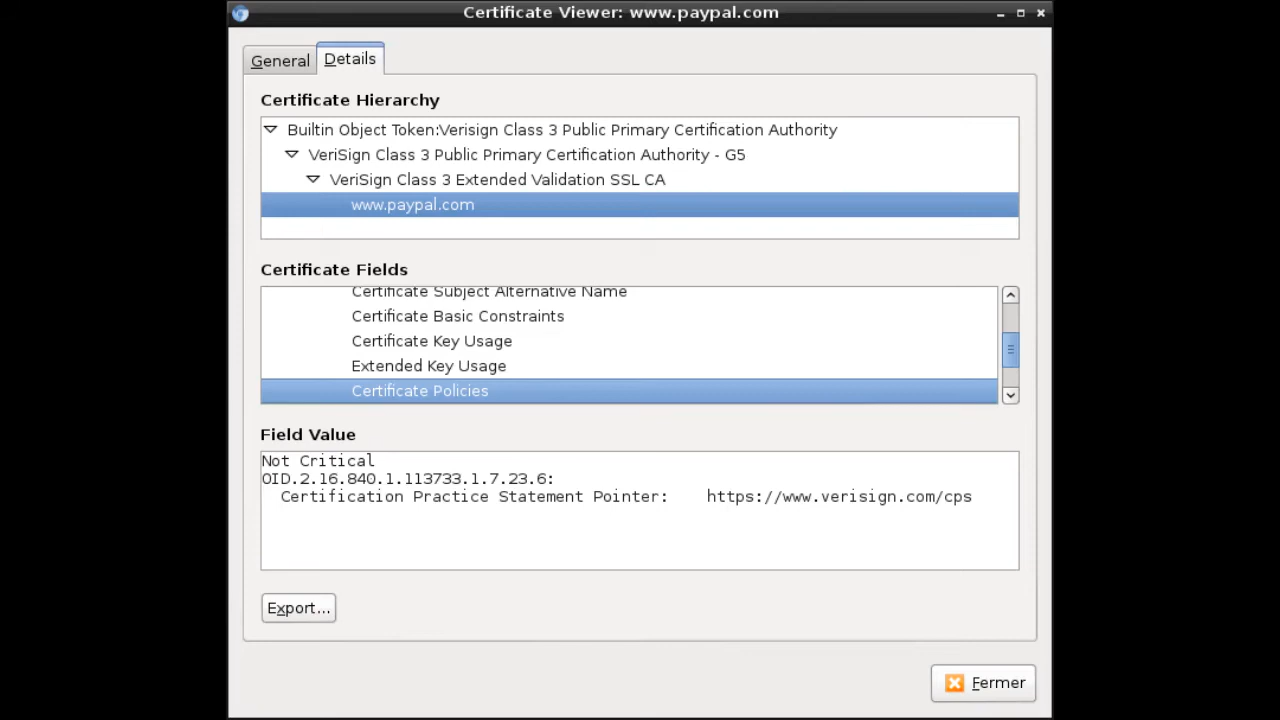 Certificate Viewer: www.paypal.com
General Details
Certificate Hierarchy
Builtin Object Token:Verisign Class 3 Public Primary Certification Authority
VeriSign Class 3 Public Primary Certification Authority - G5
VeriSign Class 3 Extended Validation SSL CA
www.paypal.com
Certificate Fields
Certificate Subject Alternative Name
Certificate Basic Constraints
Certificate Key Usage
Extended Key Usage
Certificate Policies
Field Value
Not Critical
OID.2.16.840.1.113733.1.7.23.6:
Certification Practice Statement Pointer: https://www.verisign.com/cps
Export...
Fermer